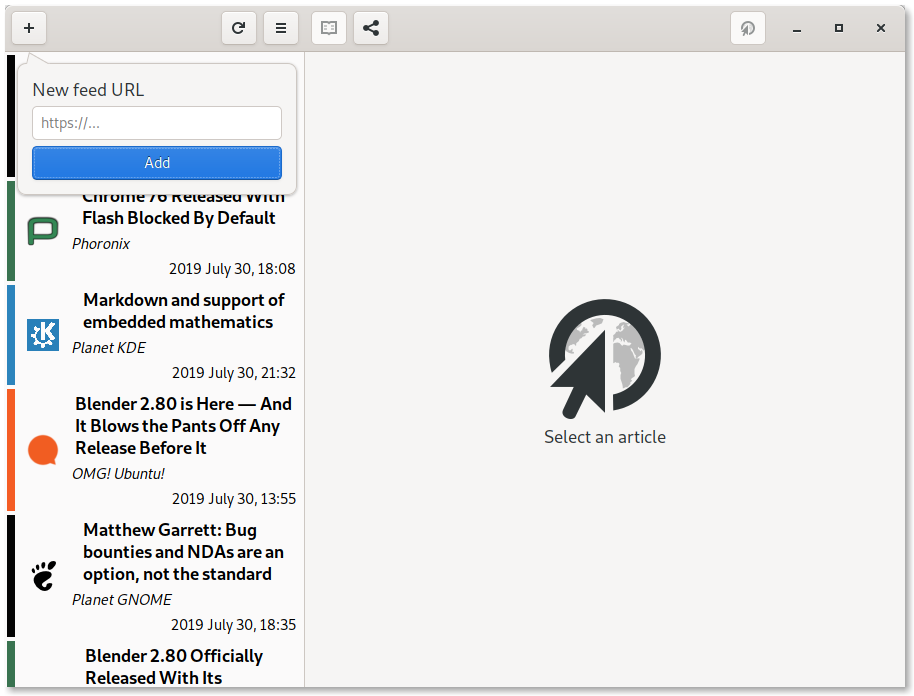 New feed URL
https://...
Add
Chrome 76 Released With
Flash Blocked By Default
Phoronix
2019 July 30, 18:08
Markdown and support of
embedded mathematics
Planet KDE
2019 July 30, 21:32
Blender 2.80 is Here — And
It Blows the Pants Off Any
Release Before It
OMG! Ubuntu!
2019 July 30, 13:55
Matthew Garrett: Bug
bounties and NDAs are an
option, not the standard
Planet GNOME
2019 July 30, 18:35
Blender 2.80 Officially
Released With Its
Select an article